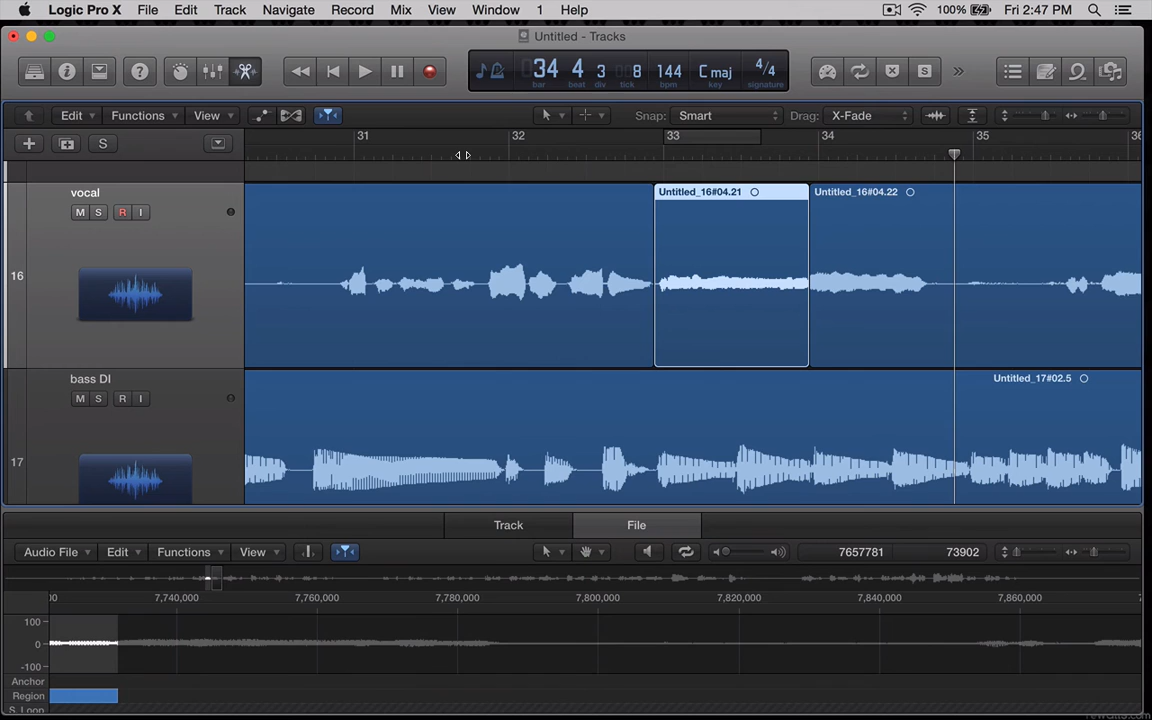 Logic Pro X File Edit Track Navigate Record Mix View Window 1 Help 100% Fri 2:47 PM
Untitled - Tracks
34 4 3 8 144 C maj 4/4
bar beat div tick bpm key signature
S
Edit Functions View Snap: Smart Drag: X-Fade
31 32 33 34 35 36
S
vocal Untitled_16#04.21 Untitled_16#04.22
M S R I
16
bass DI Untitled_17#02.5
M S R I
17
Track File
Audio File Edit Functions View 7657781 73902
00 7,740,000 7,760,000 7,780,000 7,800,000 7,820,000 7,840,000 7,860,000 7
100
0
-100
Anchor
Region
S. Loop